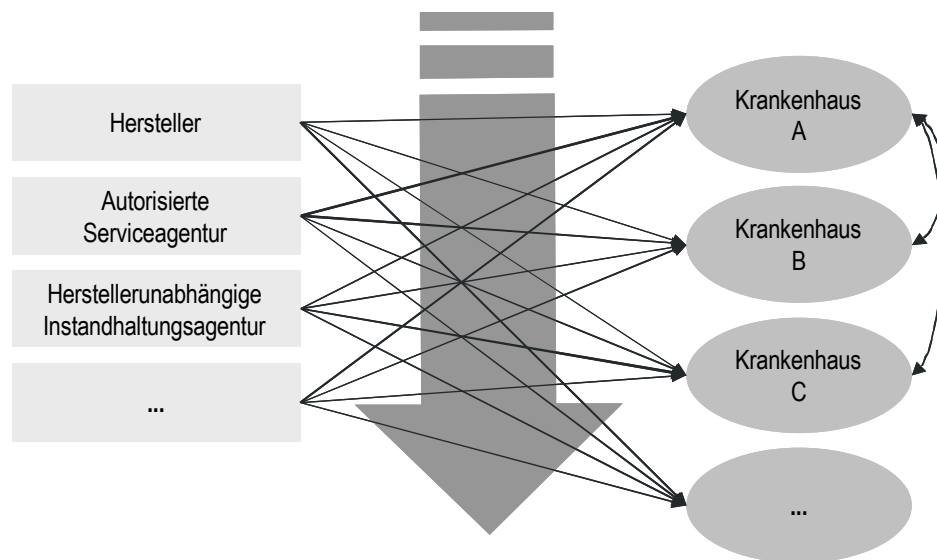 Hersteller
Autorisierte
Serviceagentur
Herstellerunabhängige
Instandhaltungsagentur
...
Krankenhaus
A
Krankenhaus
B
Krankenhaus
C
...